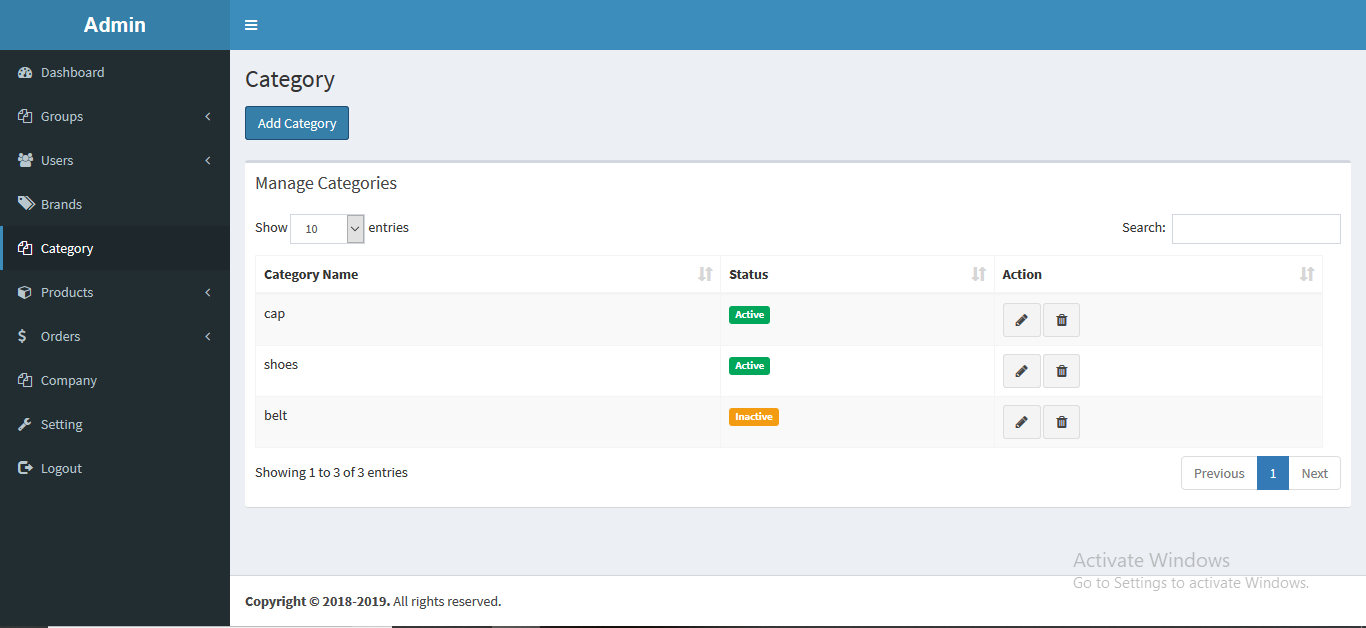 Admin
Dashboard
Groups
Users
Brands
Category
Products
Orders
Company
Setting
Logout
Category
Add Category
Manage Categories
Show 10 entries Search:
Category Name Status Action
cap Active
shoes Active
belt Inactive
Showing 1 to 3 of 3 entries Previous 1 Next
Activate Windows
Go to Settings to activate Windows.
Copyright © 2018-2019. All rights reserved.